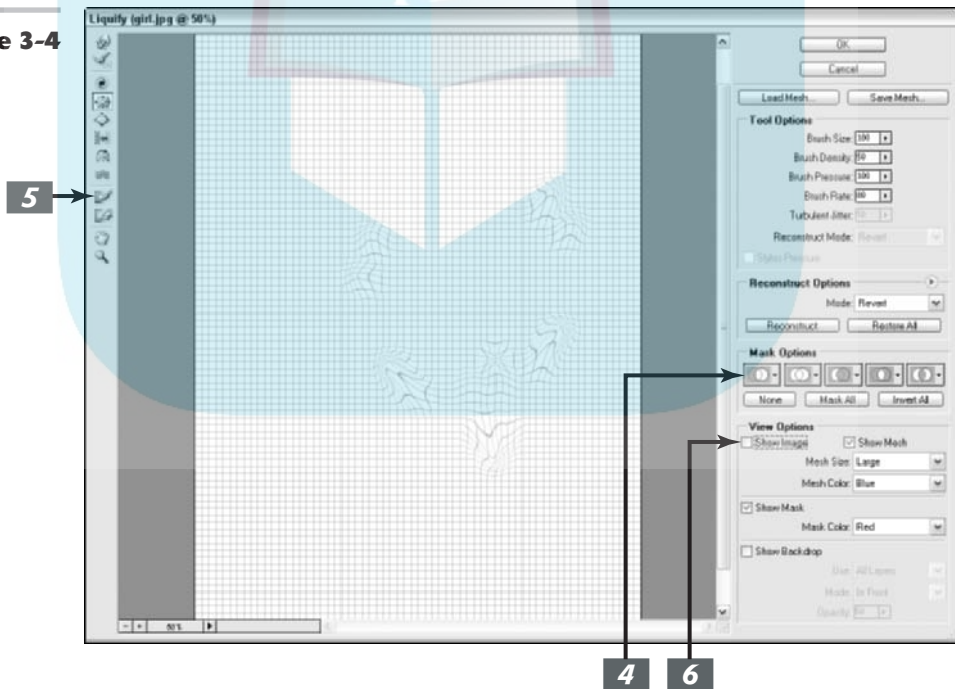 Liquify (girl.jpg @ 50%)
e 3-4
OK
Cancel
Load Mesh... Save Mesh...
Tool Options
Brush Size: 100
Brush Density: 50
Brush Pressure: 100
Brush Rate: 80
Turbulent Jitter:
Reconstruct Mode: Revert
Stylus Pressure
5
Reconstruct Options
Mode: Revert
Reconstruct Restore All
Mask Options
4
None Mask All Invert All
View Options
6
Show Image Show Mesh
Mesh Size: Large
Mesh Color: Blue
Show Mask
Mask Color: Red
Show Backdrop
Use: All Layers
Mode: In Front
Opacity:
50%